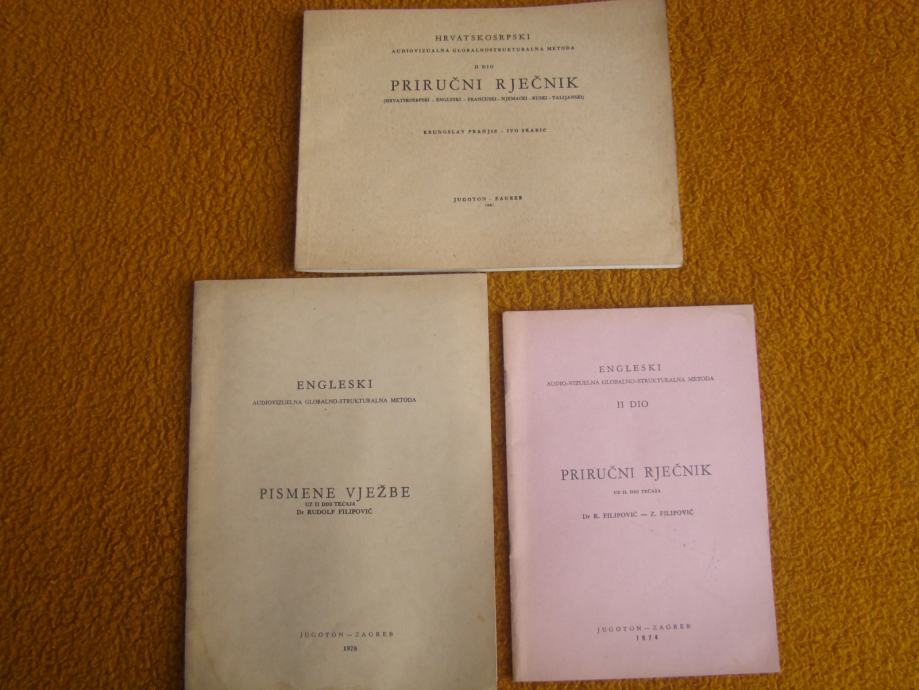 HRVATSKOSRPSKI
AUDIOVIZUALNA GLOBALNOSTRUKTURALNA METODA
II DIO
PRIRUČNI RJEČNIK
(HRVATSKOSRPSKI - ENGLESKI - FRANCUSKI - NJEMAČKI - RUSKI - TALIJANSKI)
KRUNOSLAV PRANJIĆ - IVO ŠKARIĆ
JUGOTON - ZAGREB
ENGLESKI
AUDIOVIZUELNA GLOBALNO-STRUKTURALNA METODA
PISMENE VJEŽBE
UZ II DIO TEČAJA
Dr RUDOLF FILIPOVIĆ
JUGOTON — ZAGREB
1978
ENGLESKI
AUDIO-VIZUELNA GLOBALNO-STRUKTURALNA METODA
II DIO
PRIRUČNI RJEČNIK
UZ II. DIO TEČAJA
Dr R. FILIPOVIĆ — Z. FILIPOVIĆ
JUGOTON — ZAGREB
1974